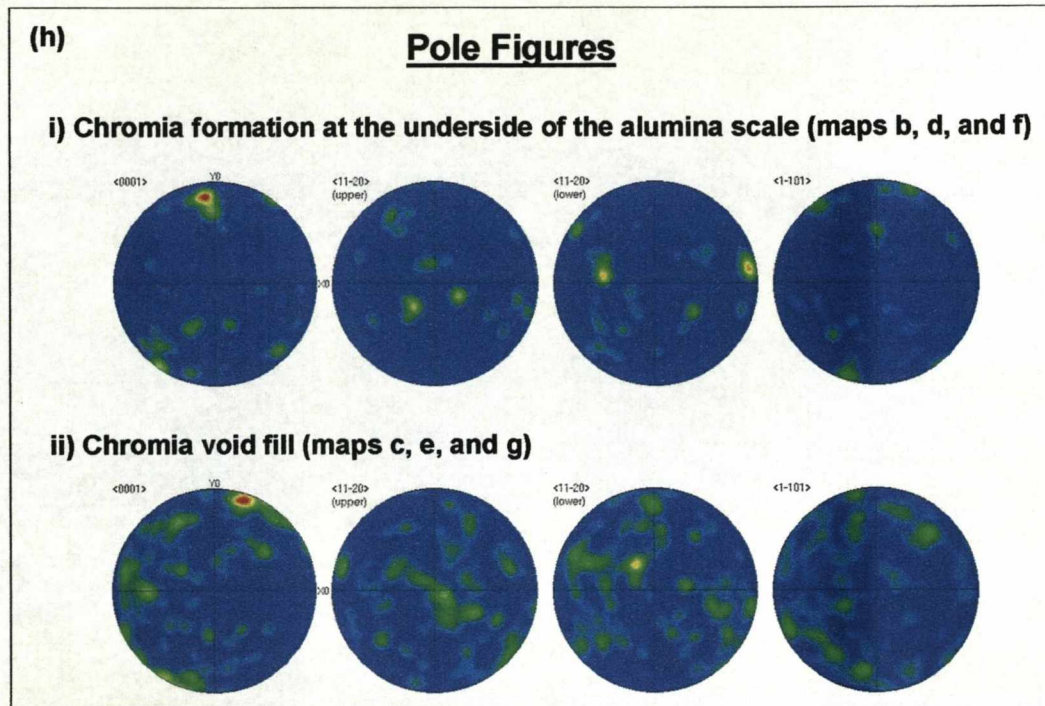 (h)
Pole Figures
i) Chromia formation at the underside of the alumina scale (maps b, d, and f)
<0001> Y0 <11-20> (upper) <11-20> (lower) <1-101>
X0
ii) Chromia void fill (maps c, e, and g)
<0001> Y0 <11-20> (upper) <11-20> (lower) <1-101>
X0